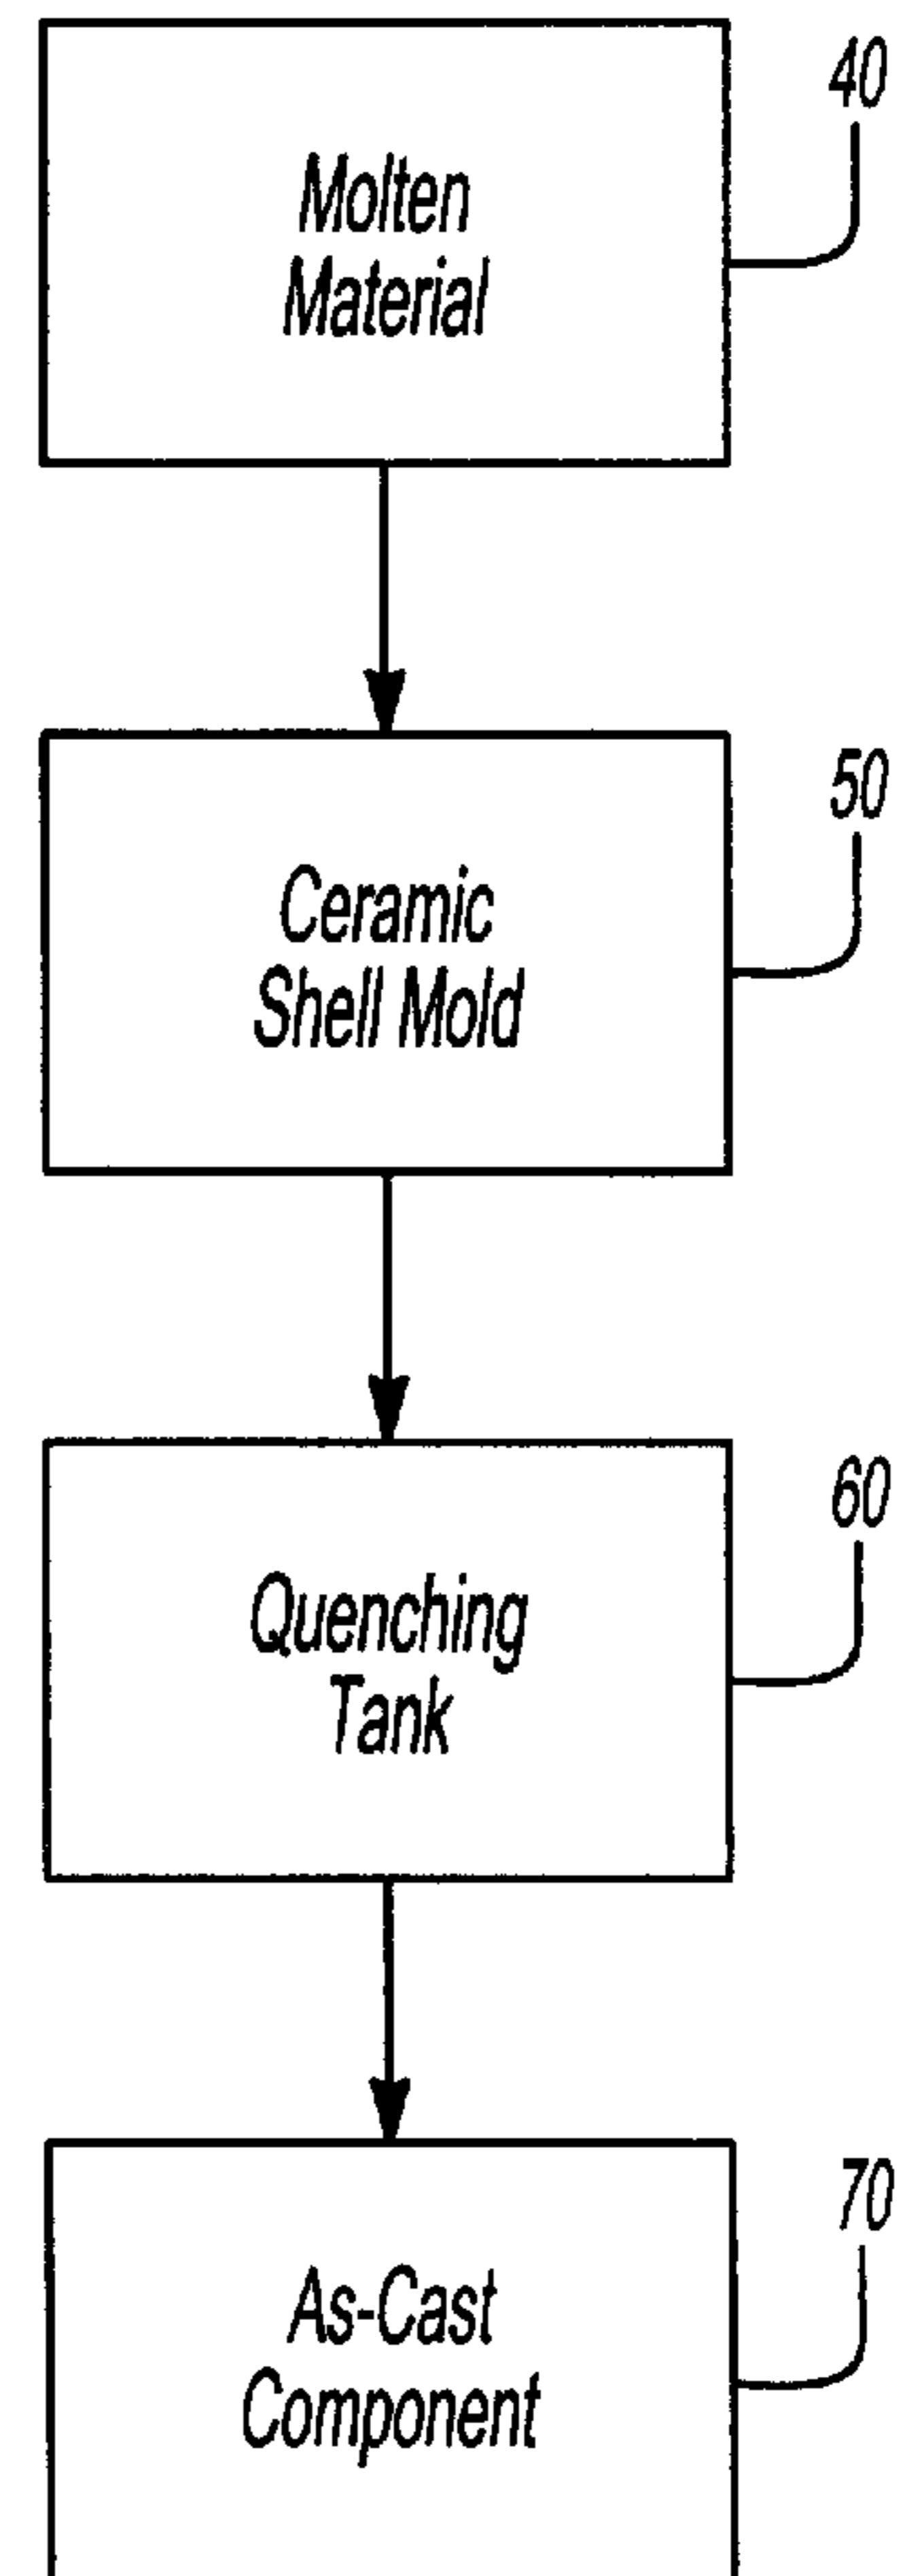 Molten
Material
40
Ceramic
Shell Mold
50
Quenching
Tank
60
As-Cast
Component
70